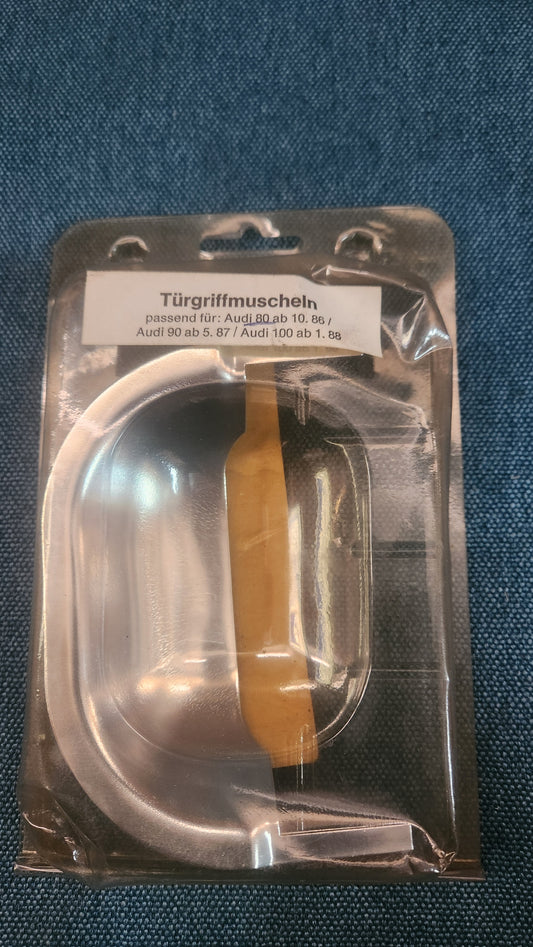 Türgriffmuscheln
passend für: Audi 80 ab 10. 86 /
Audi 90 ab 5. 87 / Audi 100 ab 1. 88